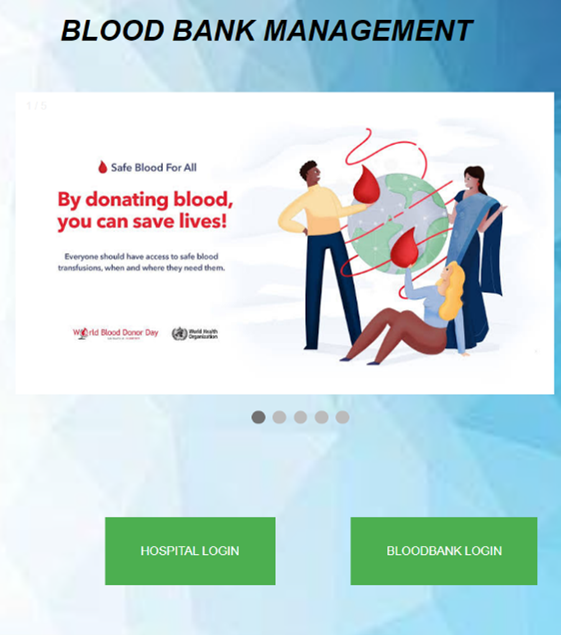 BLOOD BANK MANAGEMENT
1 / 5
Safe Blood For All
By donating blood,
you can save lives!
Everyone should have access to safe blood
transfusions, when and where they need them.
World Blood Donor Day
World Health
Organization
HOSPITAL LOGIN
BLOODBANK LOGIN